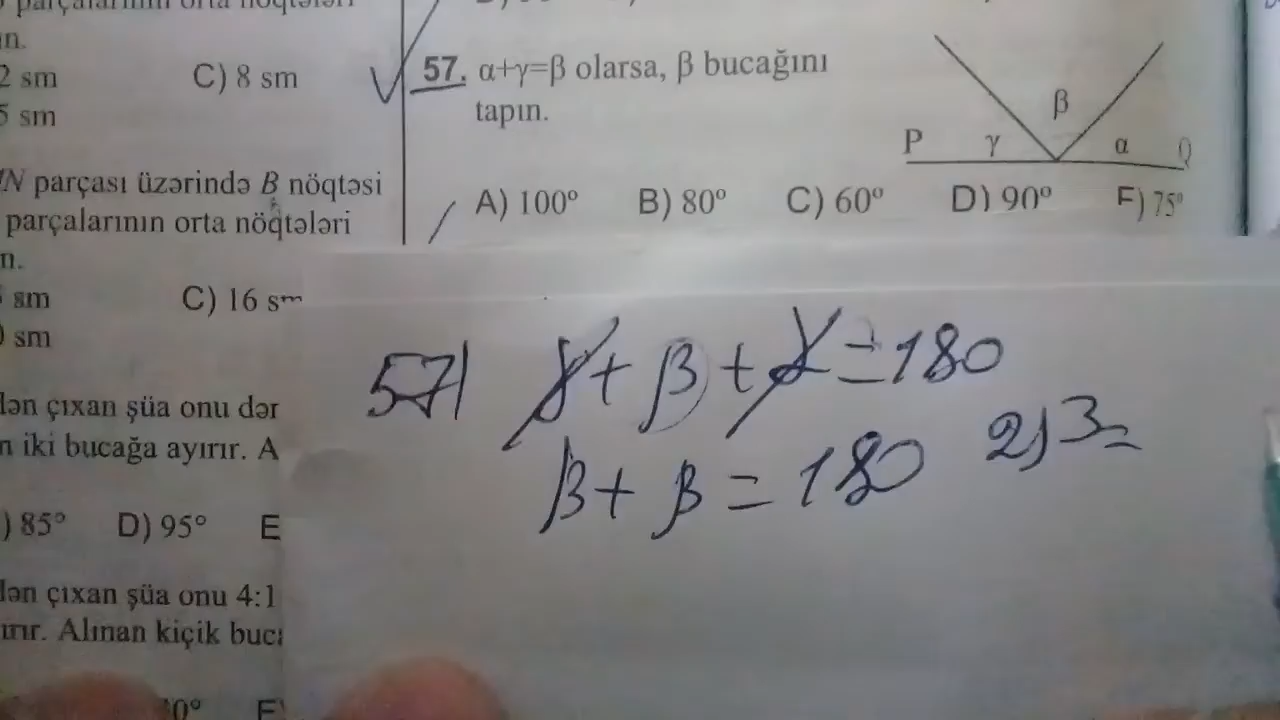 n.
2 sm C) 8 sm
5 sm
N parçası üzərində B nöqtəsi
parçalarının orta nöqtələri
n.
sm C) 16 sm
sm
lən çıxan şüa onu dər
n iki bucağa ayırır. A
) 85° D) 95° E
lən çıxan şüa onu 4:1
ırır. Alınan kiçik buc
0° E)
57. α+γ=β olarsa, β bucağını
tapın.
P γ β α Q
A) 100° B) 80° C) 60° D) 90° E) 75°
57) γ + β + α = 180
β + β = 180 2β =